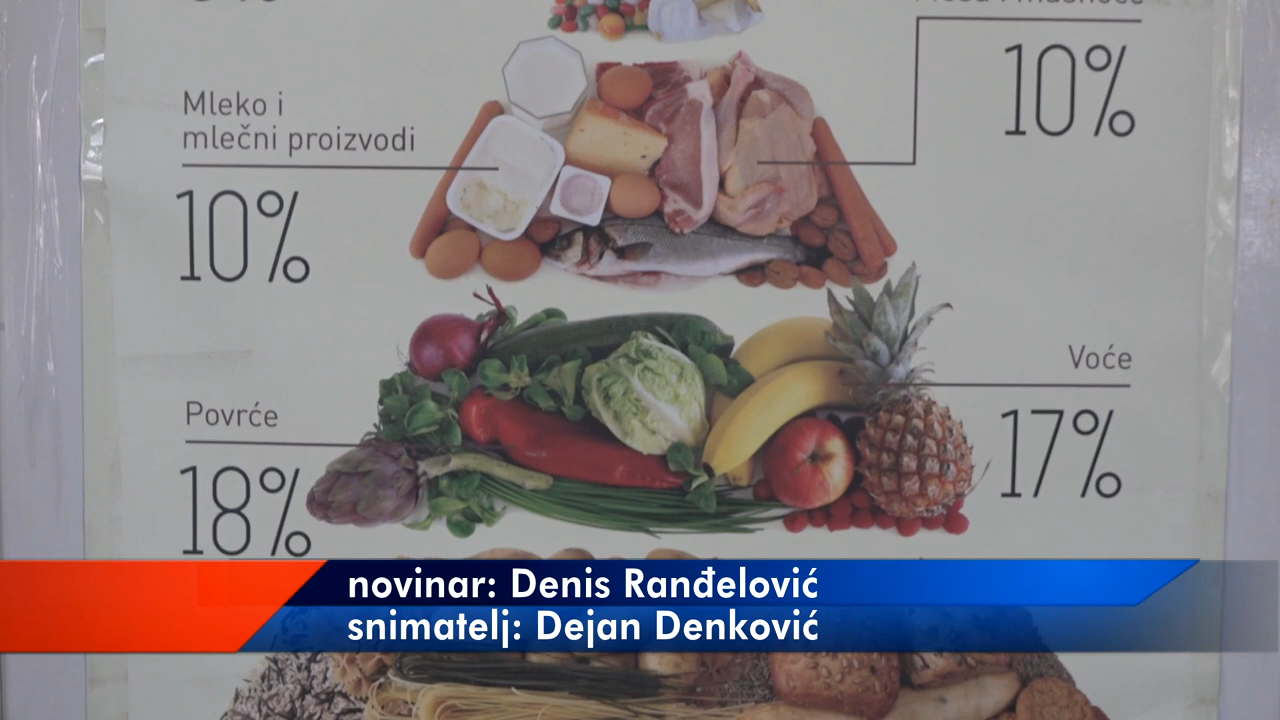 10%
Mleko i
mlečni proizvodi
10%
Voće
17%
Povrće
18%
novinar: Denis Ranđelović
snimatelj: Dejan Denković